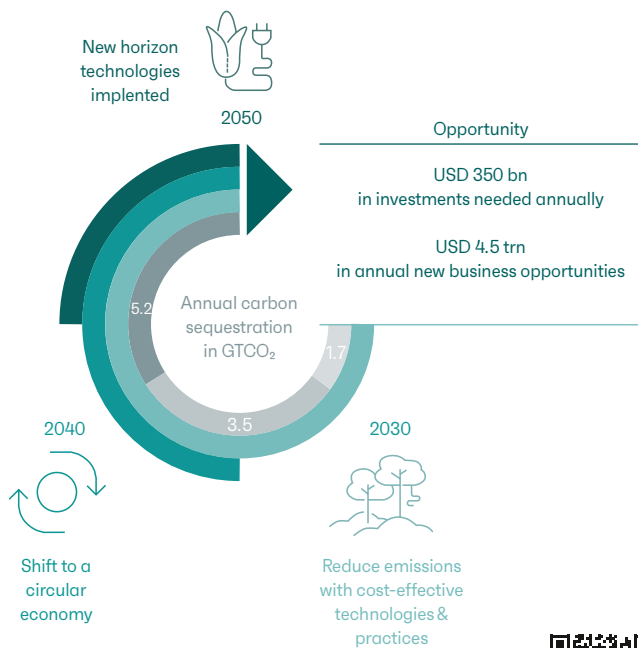 New horizon
technologies
implented
2050
Opportunity
USD 350 bn
in investments needed annually
USD 4.5 trn
in annual new business opportunities
5.2
Annual carbon
sequestration
in GTCO₂
1.7
3.5
2040
2030
Shift to a
circular
economy
Reduce emissions
with cost-effective
technologies &
practices